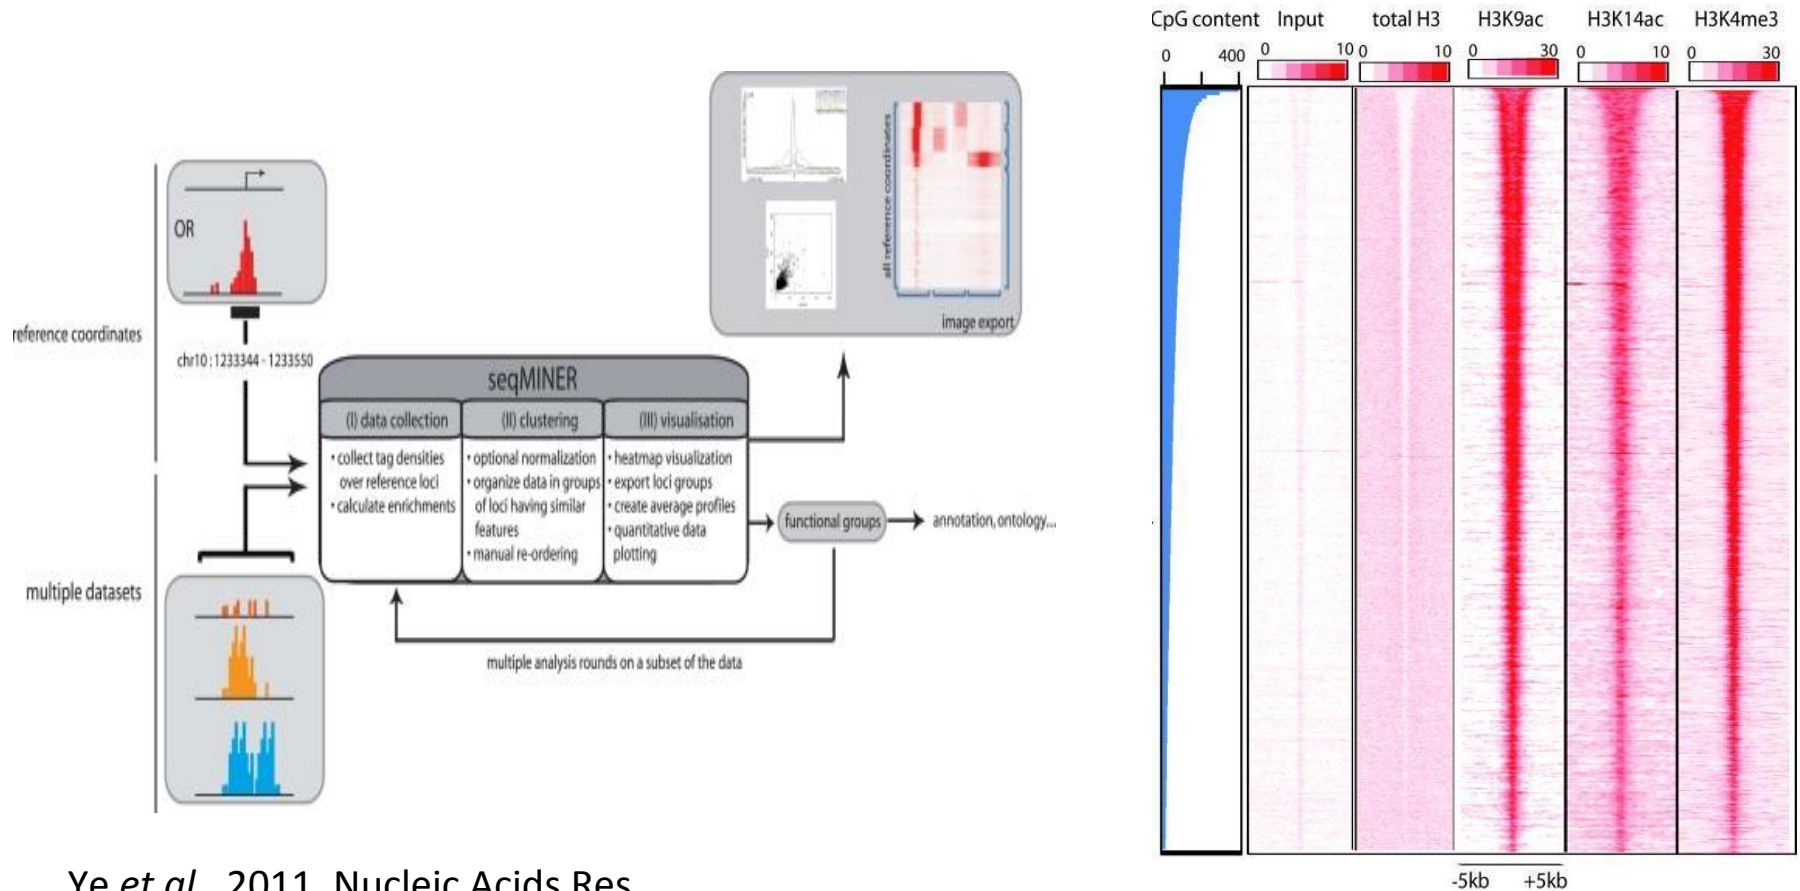 OR
reference coordinates
chr10 : 1233344 - 1233550
multiple datasets
seqMINER
(I) data collection
• collect tag densities
over reference loci
• calculate enrichments
(II) clustering
• optional normalization
• organize data in groups
of loci having similar
features
• manual re-ordering
(III) visualisation
• heatmap visualization
• export loci groups
• create average profiles
• quantitative data
plotting
all reference coordinates
image export
functional groups
annotation, ontology...
multiple analysis rounds on a subset of the data
Ye et al., 2011, Nucleic Acids Res
CpG content Input total H3 H3K9ac H3K14ac H3K4me3
0 400 0 10 0 10 0 30 0 10 0 30
-5kb +5kb